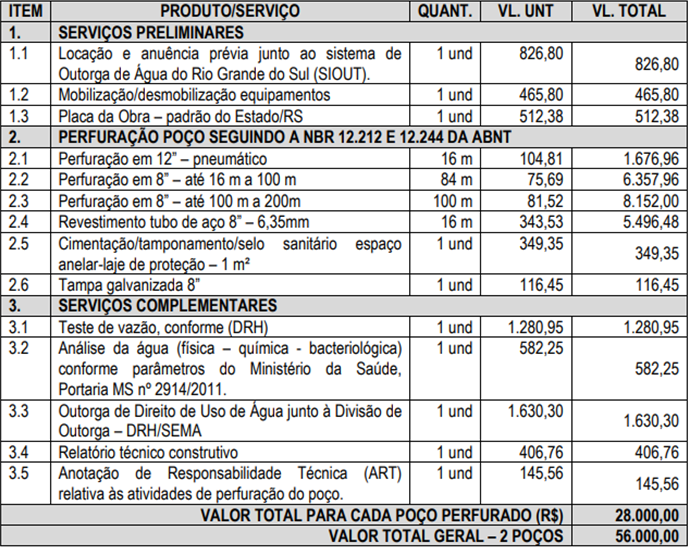 ITEM PRODUTO/SERVIÇO QUANT. VL. UNT VL. TOTAL
1. SERVIÇOS PRELIMINARES
1.1 Locação e anuência prévia junto ao sistema de 1 und 826,80 826,80
Outorga de Água do Rio Grande do Sul (SIOUT).
1.2 Mobilização/desmobilização equipamentos 1 und 465,80 465,80
1.3 Placa da Obra – padrão do Estado/RS 1 und 512,38 512,38
2. PERFURAÇÃO POÇO SEGUINDO A NBR 12.212 E 12.244 DA ABNT
2.1 Perfuração em 12” – pneumático 16 m 104,81 1.676,96
2.2 Perfuração em 8” – até 16 m a 100 m 84 m 75,69 6.357,96
2.3 Perfuração em 8” – até 100 m a 200m 100 m 81,52 8.152,00
2.4 Revestimento tubo de aço 8” – 6,35mm 16 m 343,53 5.496,48
2.5 Cimentação/tamponamento/selo sanitário espaço 1 und 349,35 349,35
anelar-laje de proteção – 1 m²
2.6 Tampa galvanizada 8” 1 und 116,45 116,45
3. SERVIÇOS COMPLEMENTARES
3.1 Teste de vazão, conforme (DRH) 1 und 1.280,95 1.280,95
3.2 Análise da água (física – química - bacteriológica) 1 und 582,25 582,25
conforme parâmetros do Ministério da Saúde,
Portaria MS nº 2914/2011.
3.3 Outorga de Direito de Uso de Água junto à Divisão de 1 und 1.630,30 1.630,30
Outorga – DRH/SEMA
3.4 Relatório técnico construtivo 1 und 406,76 406,76
3.5 Anotação de Responsabilidade Técnica (ART) 1 und 145,56 145,56
relativa às atividades de perfuração do poço.
VALOR TOTAL PARA CADA POÇO PERFURADO (R$) 28.000,00
VALOR TOTAL GERAL – 2 POÇOS 56.000,00